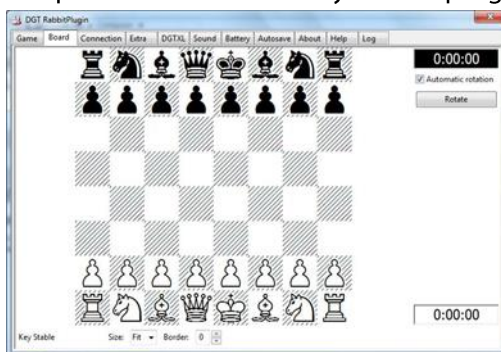 DGT RabbitPlugin
Game Board Connection Extra DGTXL Sound Battery Autosave About Help Log
0:00:00
Automatic rotation
Rotate
0:00:00
Key Stable Size: Fit Border: 0